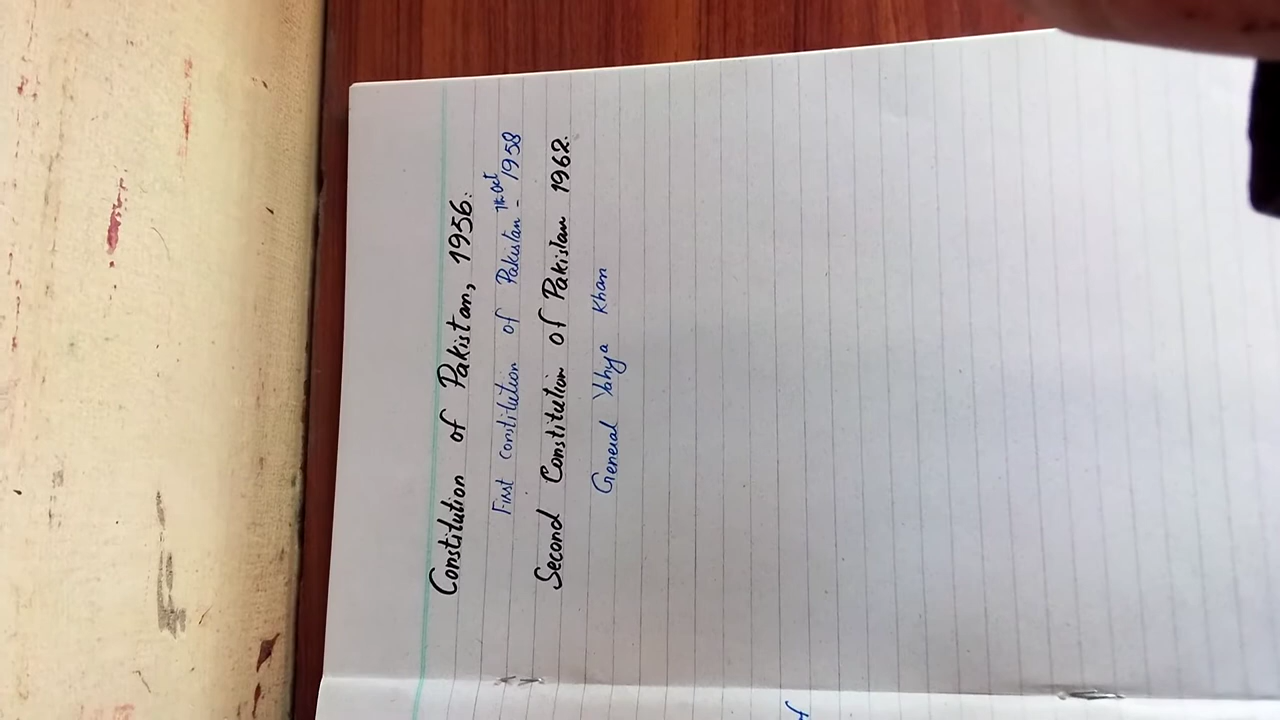 Constitution of Pakistan, 1956.
First constitution of Pakistan - 7th Oct 1958
Second Constitution of Pakistan 1962.
General Yahya Khan